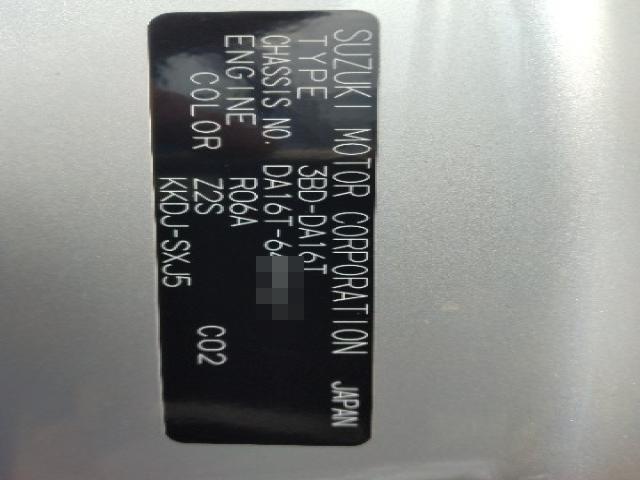 SUZUKI MOTOR CORPORATION JAPAN
TYPE 3BD-DA16T
CHASSIS NO. DA16T-64
ENGINE R06A
COLOR Z2S C02
KKDJ-SXJ5